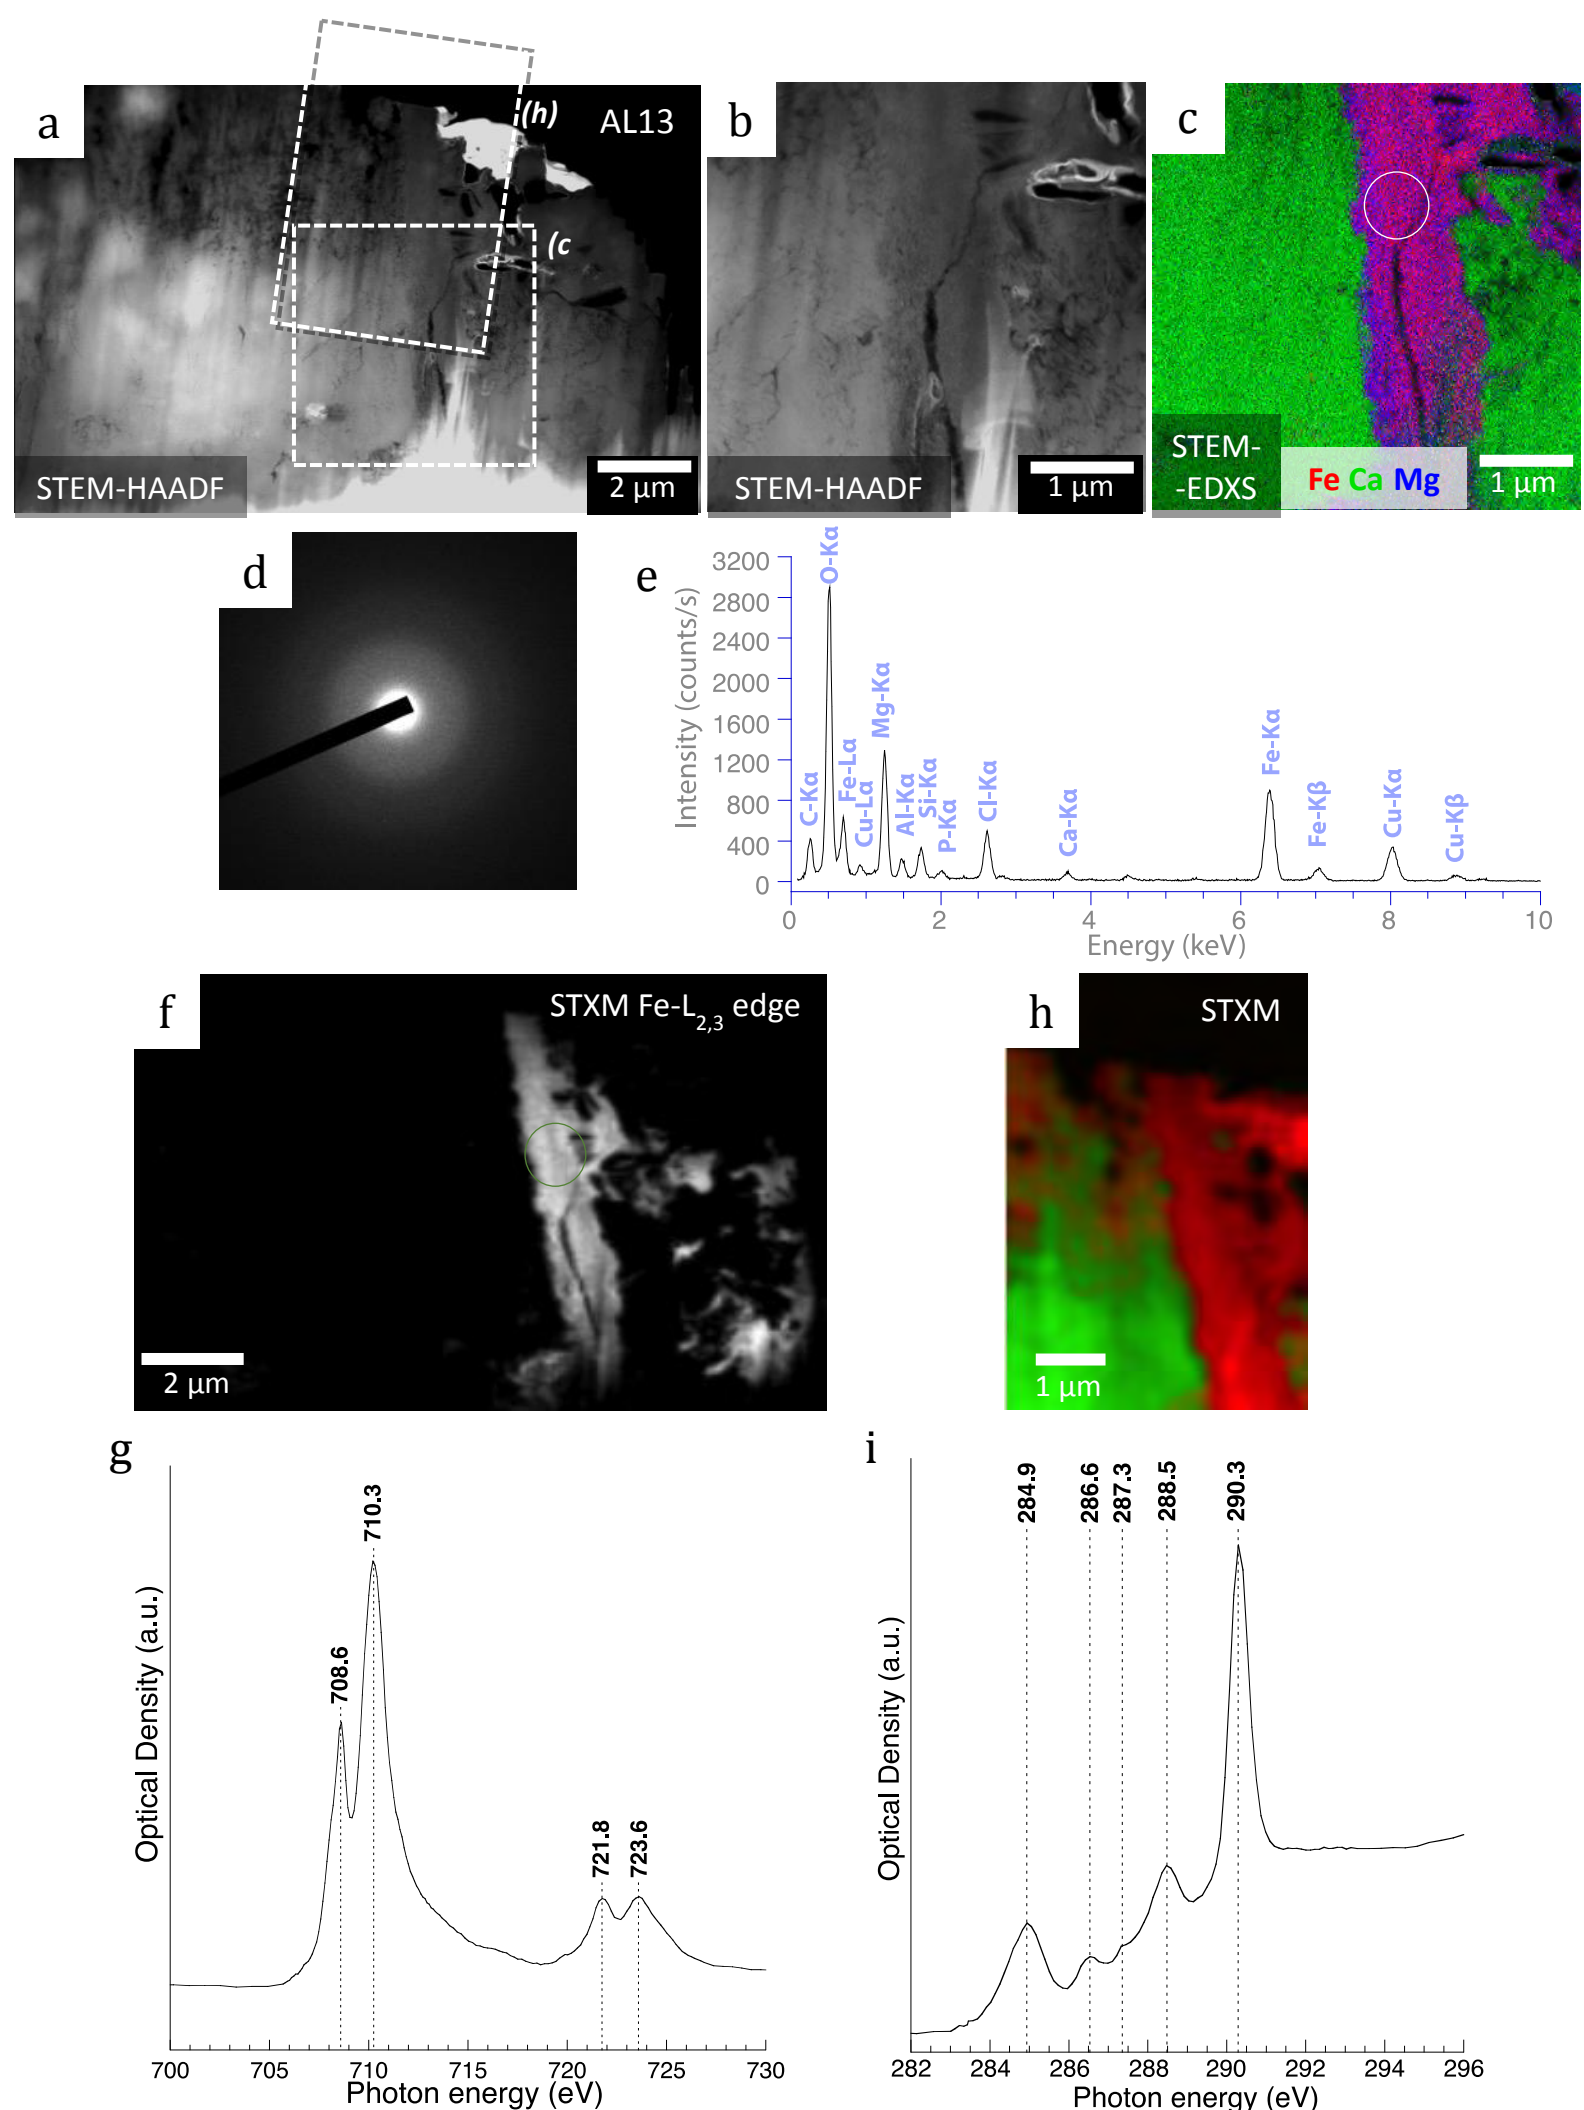 a
(h)
AL13
(c
STEM-HAADF
2 µm
b
STEM-HAADF
1 µm
c
STEM-
-EDXS
Fe Ca Mg
1 µm
d
e
Intensity (counts/s)
3200
2800
2400
2000
1600
1200
800
400
0
C-Kα
O-Kα
Fe-Lα
Cu-Lα
Mg-Kα
Al-Kα
Si-Kα
P-Kα
Cl-Kα
Ca-Kα
Fe-Kα
Fe-Kβ
Cu-Kα
Cu-Kβ
0 2 4 6 8 10
Energy (keV)
f
STXM Fe-L2,3 edge
2 µm
h
STXM
1 µm
g
Optical Density (a.u.)
708.6
710.3
721.8
723.6
700 705 710 715 720 725 730
Photon energy (eV)
i
Optical Density (a.u.)
284.9
286.6
287.3
288.5
290.3
282 284 286 288 290 292 294 296
Photon energy (eV)